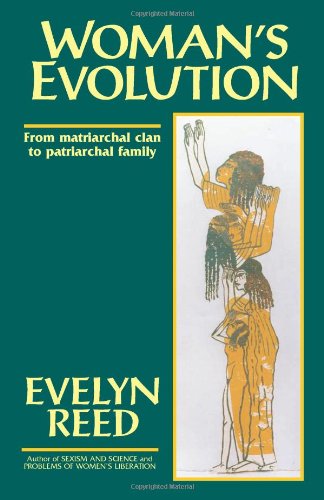 WOMAN'S
EVOLUTION
From matriarchal clan
to patriarchal family
EVELYN
REED
Author of SEXISM AND SCIENCE and
PROBLEMS OF WOMEN'S LIBERATION